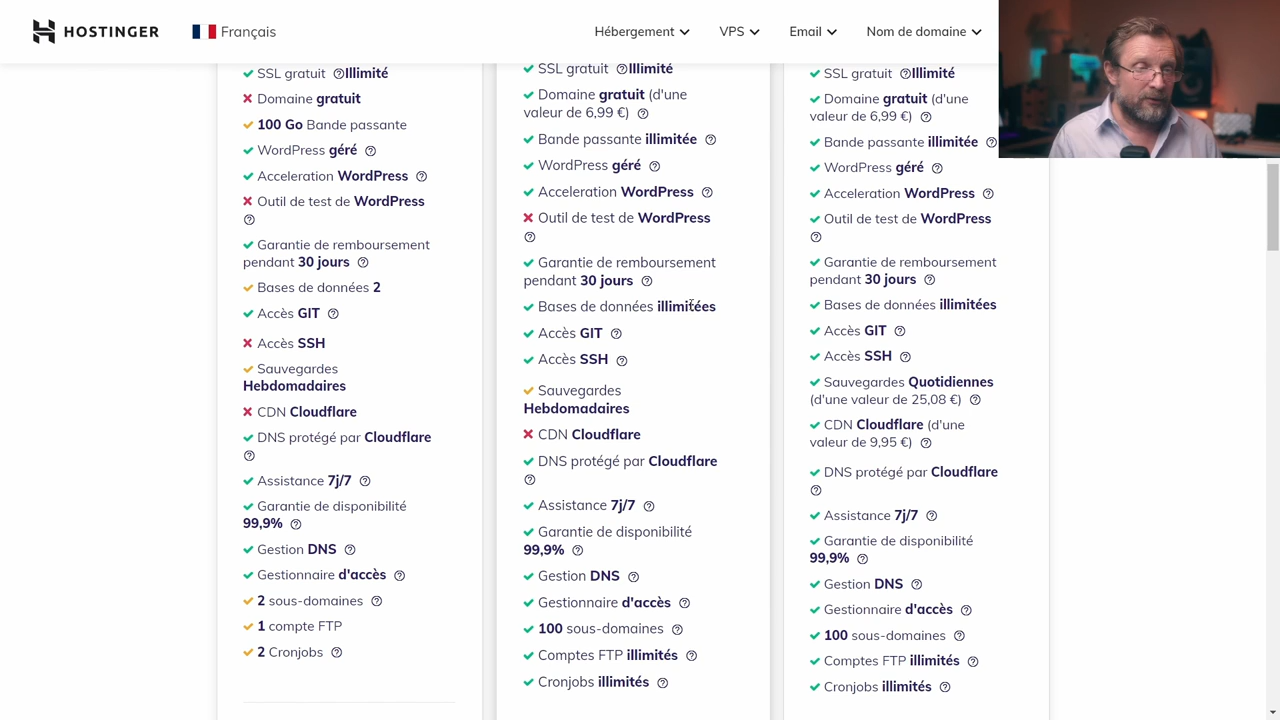 HOSTINGER
Français
Hébergement
VPS
Email
Nom de domaine
SSL gratuit Illimité
Domaine gratuit
100 Go Bande passante
WordPress géré
Acceleration WordPress
Outil de test de WordPress
Garantie de remboursement
pendant 30 jours
Bases de données 2
Accès GIT
Accès SSH
Sauvegardes
Hebdomadaires
CDN Cloudflare
DNS protégé par Cloudflare
Assistance 7j/7
Garantie de disponibilité
99,9%
Gestion DNS
Gestionnaire d'accès
2 sous-domaines
1 compte FTP
2 Cronjobs
SSL gratuit Illimité
Domaine gratuit (d'une
valeur de 6,99 €)
Bande passante illimitée
WordPress géré
Acceleration WordPress
Outil de test de WordPress
Garantie de remboursement
pendant 30 jours
Bases de données illimitées
Accès GIT
Accès SSH
Sauvegardes
Hebdomadaires
CDN Cloudflare
DNS protégé par Cloudflare
Assistance 7j/7
Garantie de disponibilité
99,9%
Gestion DNS
Gestionnaire d'accès
100 sous-domaines
Comptes FTP illimités
Cronjobs illimités
SSL gratuit Illimité
Domaine gratuit (d'une
valeur de 6,99 €)
Bande passante illimitée
WordPress géré
Acceleration WordPress
Outil de test de WordPress
Garantie de remboursement
pendant 30 jours
Bases de données illimitées
Accès GIT
Accès SSH
Sauvegardes Quotidiennes
(d'une valeur de 25,08 €)
CDN Cloudflare (d'une
valeur de 9,95 €)
DNS protégé par Cloudflare
Assistance 7j/7
Garantie de disponibilité
99,9%
Gestion DNS
Gestionnaire d'accès
100 sous-domaines
Comptes FTP illimités
Cronjobs illimités